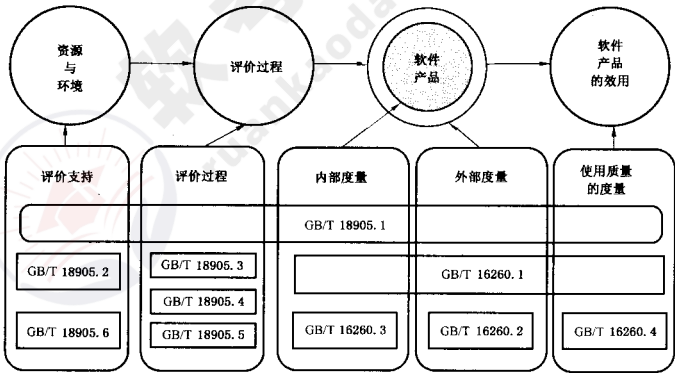 资源
与
环境
评价过程
软件
产品
软件
产品
的效用
评价支持
评价过程
内部度量
外部度量
使用质量
的度量
GB/T 18905.1
GB/T 18905.2
GB/T 18905.3
GB/T 16260.1
GB/T 18905.4
GB/T 18905.6
GB/T 18905.5
GB/T 16260.3
GB/T 16260.2
GB/T 16260.4